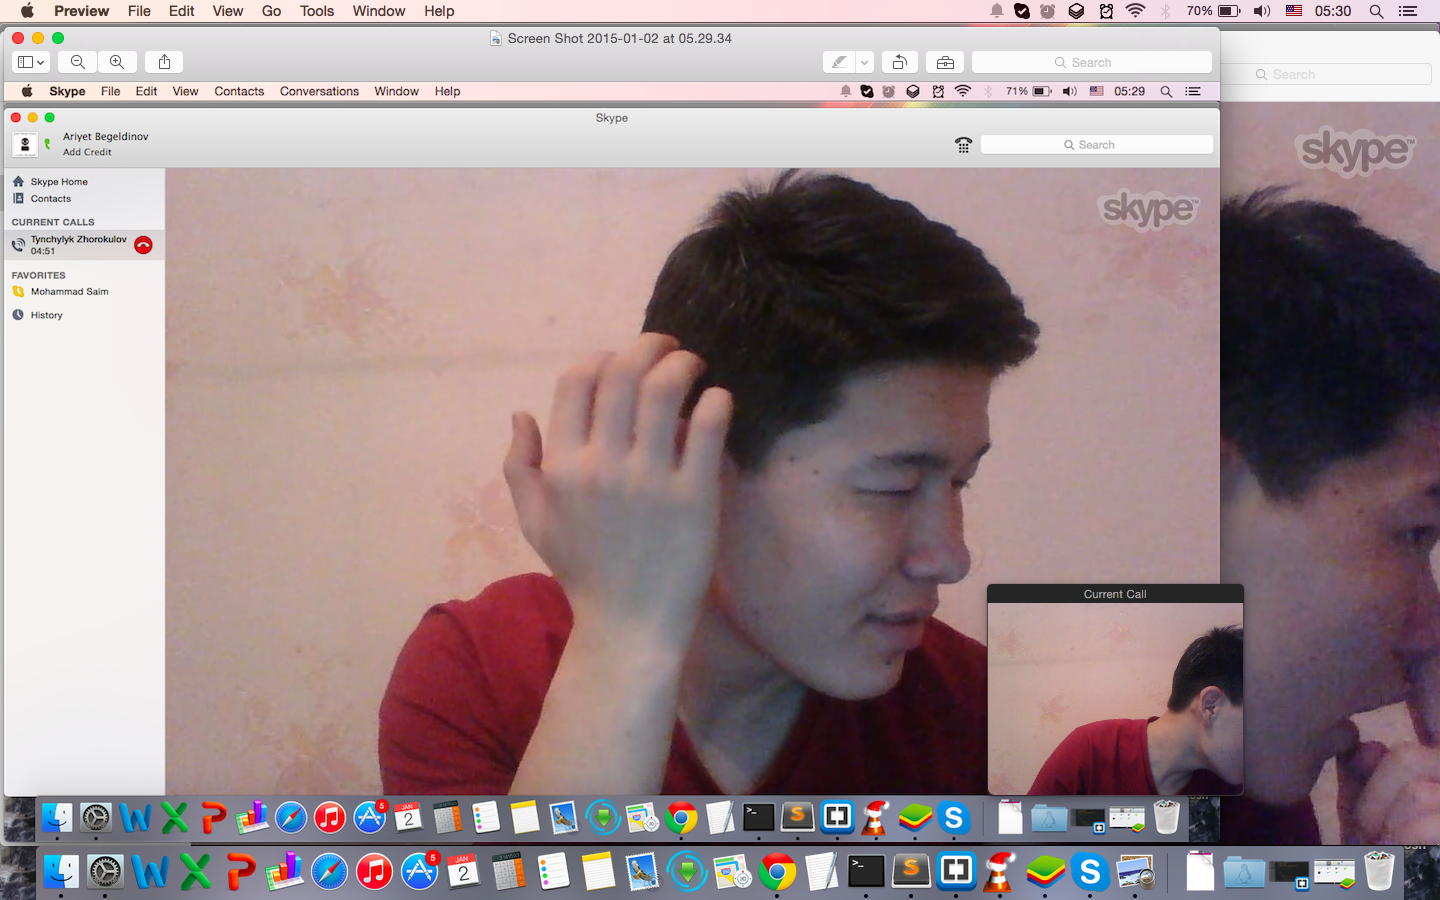 Preview File Edit View Go Tools Window Help
70% 05:30
Screen Shot 2015-01-02 at 05.29.34
Search
Search
Skype File Edit View Contacts Conversations Window Help
71% 05:29
Skype
Ariyet Begeldinov
Add Credit
Search
Skype Home
Contacts
CURRENT CALLS
Tynchylyk Zhorokulov
04:51
FAVORITES
Mohammad Saim
History
skype™
skype™
Current Call
JAN
2
5
JAN
2
5